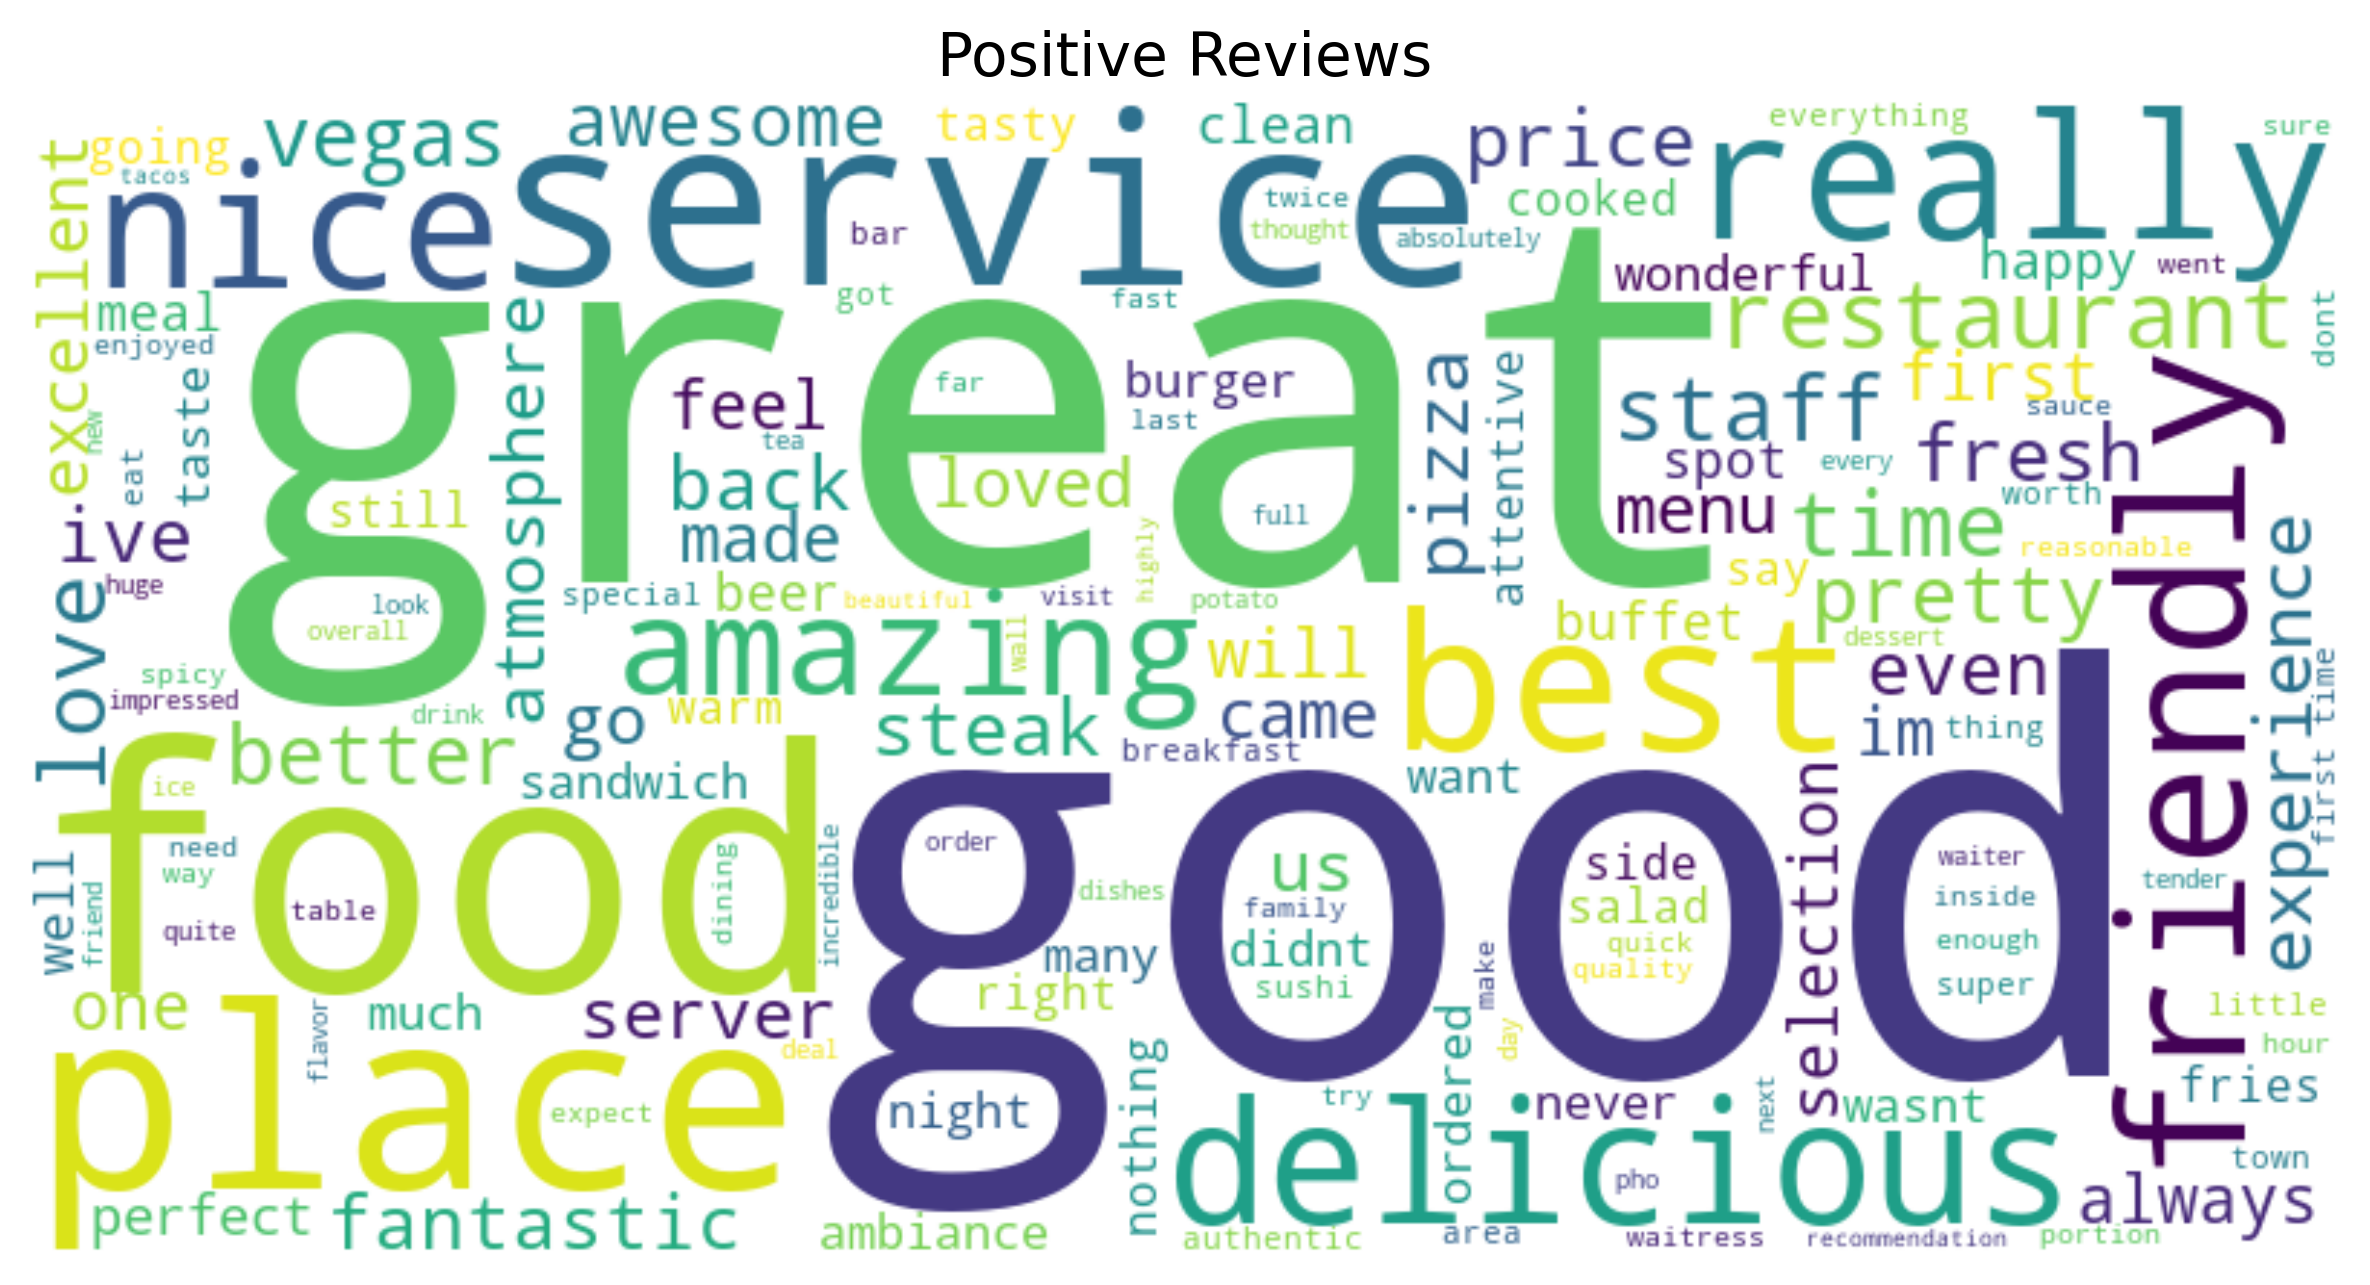 Positive Reviews
awesome
tasty
clean
price
everything
sure
going
vegas
tacos
nice
service
really
excellent
twice
cooked
thought
bar
absolutely
wonderful
happy
went
meal
got
fast
restaurant
dont
enjoyed
great
atmosphere
taste
new
eat
feel
far
burger
last
tea
pizza
attentive
staff
first
sauce
friendly
back
loved
spot
every
fresh
worth
still
full
menu
time
ive
made
highly
say
reasonable
experience
huge
look
special
beer
beautiful
visit
potato
pretty
love
overall
amazing
wall
will
best
buffet
dessert
even
spicy
impressed
drink
warm
go
steak
came
im
thing
first time
better
breakfast
sandwich
want
food
ice
good
selection
need
way
well
friend
quite
table
dining
incredible
order
dishes
us
family
didnt
sushi
side
salad
quick
quality
waiter
inside
enough
super
tender
many
right
make
little
one
much
server
place
flavor
deal
expect
night
nothing
ordered
day
hour
try
never
next
wasnt
fries
delicious
pho
town
perfect
fantastic
ambiance
authentic
area
waitress
recommendation
portion
always